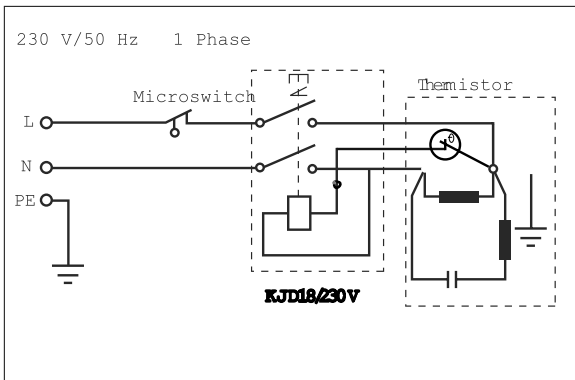 230 V/50 Hz 1 Phase
Themistor
Microswitch
L
θ
N
PE
KJD18/230V